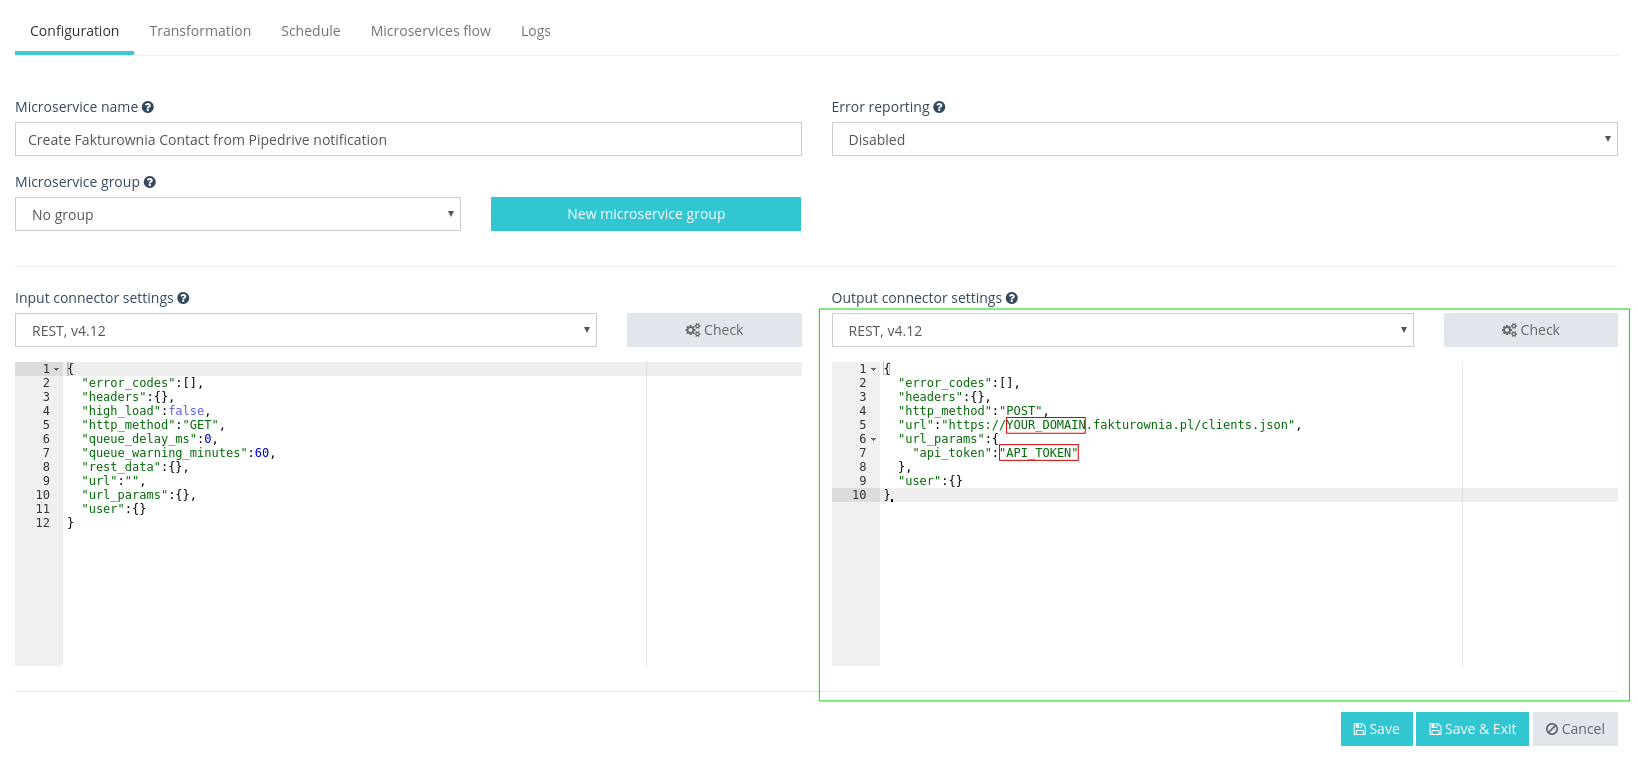 Configuration Transformation Schedule Microservices flow Logs
Microservice name
Create Fakturownia Contact from Pipedrive notification
Error reporting
Disabled
Microservice group
No group
New microservice group
Input connector settings
REST, v4.12
Check
1 {
2 "error_codes":[],
3 "headers":{},
4 "high_load":false,
5 "http_method":"GET",
6 "queue_delay_ms":0,
7 "queue_warning_minutes":60,
8 "rest_data":{},
9 "url":"",
10 "url_params":{},
11 "user":{}
12 }
Output connector settings
REST, v4.12
Check
1 {
2 "error_codes":[],
3 "headers":{},
4 "http_method":"POST",
5 "url":"https://YOUR_DOMAIN.fakturownia.pl/clients.json",
6 "url_params":{
7 "api_token":"API_TOKEN"
8 },
9 "user":{}
10 }
Save Save & Exit Cancel